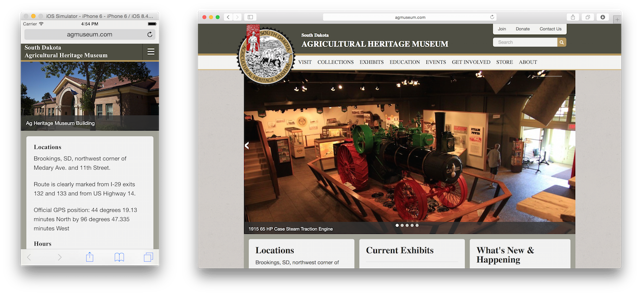 iOS Simulator - iPhone 6 - iPhone 6 / iOS 8.4...
Carrier
4:54 PM
agmuseum.com
South Dakota
Agricultural Heritage Museum
Ag Heritage Museum Building
Locations
Brookings, SD, northwest corner of
Medary Ave. and 11th Street.
Route is clearly marked from I-29 exits
132 and 133 and from US Highway 14.
Official GPS position: 44 degrees 19.13
minutes North by 96 degrees 47.335
minutes West
Hours
agmuseum.com
Join Donate Contact Us
South Dakota
AGRICULTURAL HERITAGE MUSEUM
Search
VISIT COLLECTIONS EXHIBITS EDUCATION EVENTS GET INVOLVED STORE ABOUT
1915 65 HP Case Steam Traction Engine
Locations
Brookings, SD, northwest corner of
Current Exhibits
What's New &
Happening